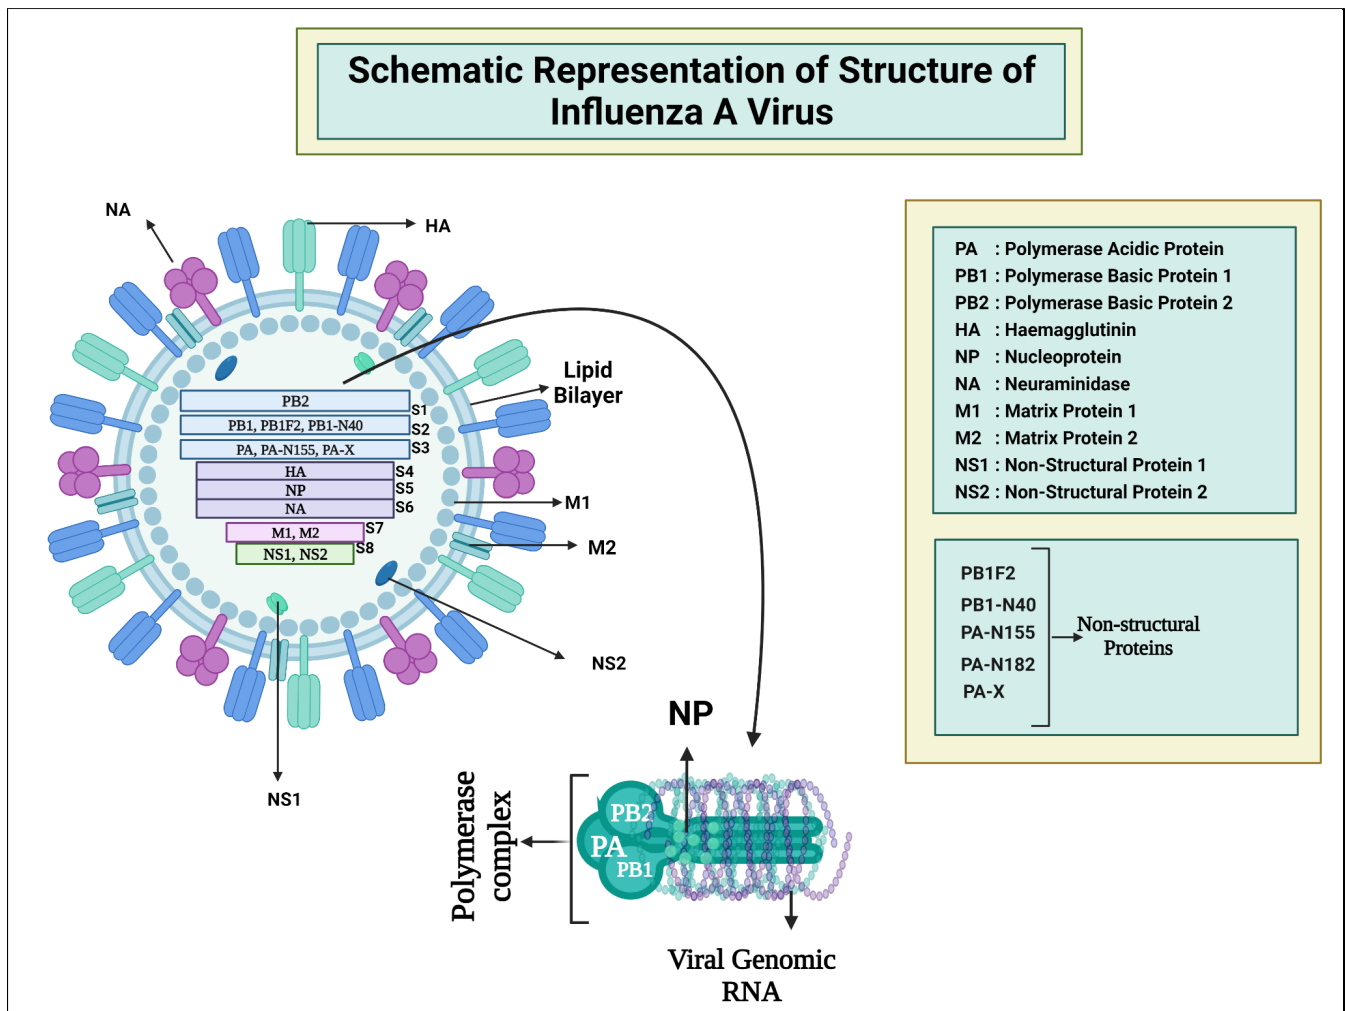 Schematic Representation of Structure of
Influenza A Virus
NA
HA
Lipid
Bilayer
PB2
S1
PB1, PB1F2, PB1-N40
S2
PA, PA-N155, PA-X
S3
HA
S4
NP
S5
NA
S6
M1, M2
S7
NS1, NS2
S8
M1
M2
NS2
NS1
PA : Polymerase Acidic Protein
PB1 : Polymerase Basic Protein 1
PB2 : Polymerase Basic Protein 2
HA : Haemagglutinin
NP : Nucleoprotein
NA : Neuraminidase
M1 : Matrix Protein 1
M2 : Matrix Protein 2
NS1 : Non-Structural Protein 1
NS2 : Non-Structural Protein 2
PB1F2
PB1-N40
PA-N155
PA-N182
PA-X
Non-structural
Proteins
NP
Polymerase
complex
PB2
PA
PB1
Viral Genomic
RNA